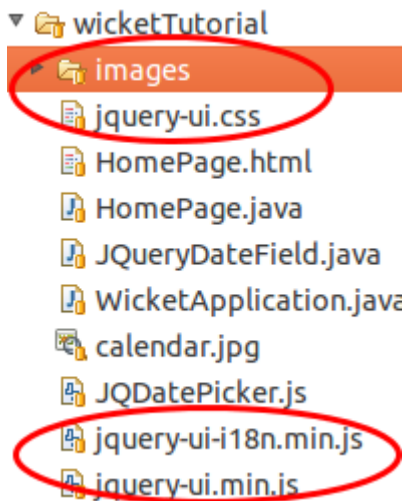 wicketTutorial
images
jquery-ui.css
HomePage.html
HomePage.java
JQueryDateField.java
WicketApplication.java
calendar.jpg
JQDatePicker.js
jquery-ui-i18n.min.js
jquery-ui.min.js